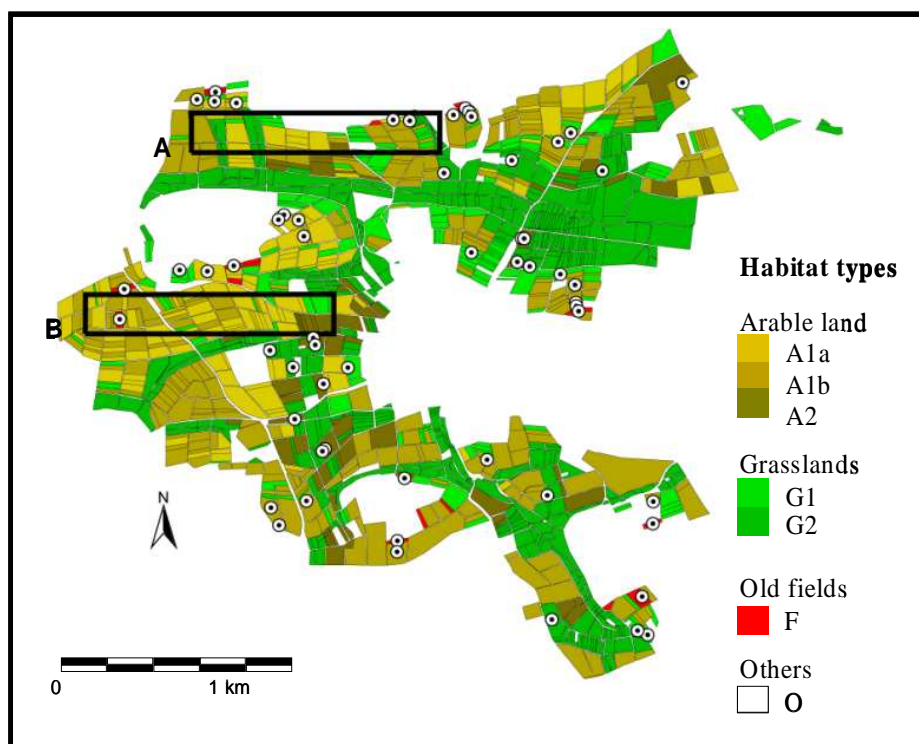 A
B
N
0 1 km
Habitat types
Arable land
A1a
A1b
A2
Grasslands
G1
G2
Old fields
F
Others
O